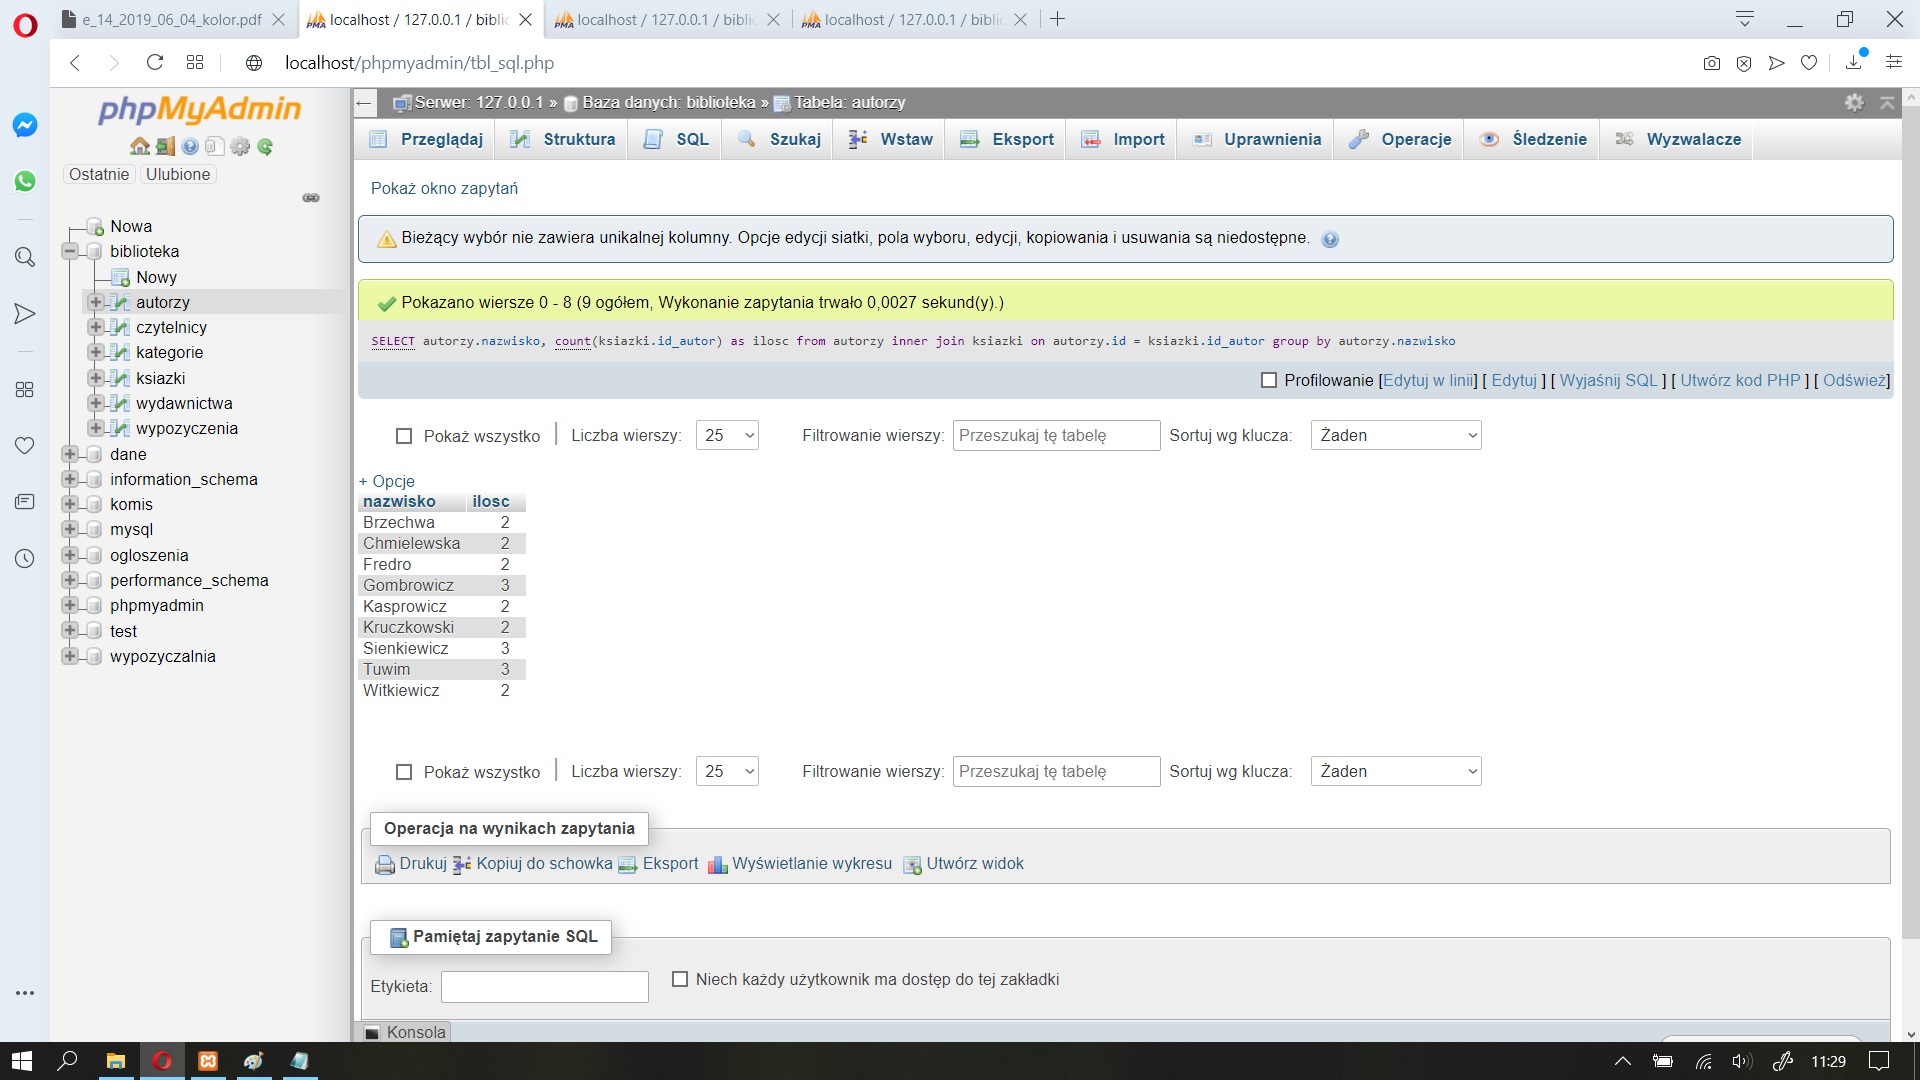 e_14_2019_06_04_kolor.pdf
localhost / 127.0.0.1 / biblic
localhost / 127.0.0.1 / biblic
localhost / 127.0.0.1 / biblic
localhost/phpmyadmin/tbl_sql.php
phpMyAdmin
Ostatnie Ulubione
Nowa
biblioteka
Nowy
autorzy
czytelnicy
kategorie
ksiazki
wydawnictwa
wypozyczenia
dane
information_schema
komis
mysql
ogloszenia
performance_schema
phpmyadmin
test
wypozyczalnia
Serwer: 127.0.0.1 » Baza danych: biblioteka » Tabela: autorzy
Przeglądaj Struktura SQL Szukaj Wstaw Eksport Import Uprawnienia Operacje Śledzenie Wyzwalacze
Pokaż okno zapytań
Bieżący wybór nie zawiera unikalnej kolumny. Opcje edycji siatki, pola wyboru, edycji, kopiowania i usuwania są niedostępne.
Pokazano wiersze 0 - 8 (9 ogółem, Wykonanie zapytania trwało 0,0027 sekund(y).)
SELECT autorzy.nazwisko, count(ksiazki.id_autor) as ilosc from autorzy inner join ksiazki on autorzy.id = ksiazki.id_autor group by autorzy.nazwisko
Profilowanie [Edytuj w linii] [ Edytuj ] [ Wyjaśnij SQL ] [ Utwórz kod PHP ] [ Odśwież]
Pokaż wszystko Liczba wierszy: 25 Filtrowanie wierszy: Przeszukaj tę tabelę Sortuj wg klucza: Żaden
+ Opcje
nazwisko ilosc
Brzechwa 2
Chmielewska 2
Fredro 2
Gombrowicz 3
Kasprowicz 2
Kruczkowski 2
Sienkiewicz 3
Tuwim 3
Witkiewicz 2
Pokaż wszystko Liczba wierszy: 25 Filtrowanie wierszy: Przeszukaj tę tabelę Sortuj wg klucza: Żaden
Operacja na wynikach zapytania
Drukuj Kopiuj do schowka Eksport Wyświetlanie wykresu Utwórz widok
Pamiętaj zapytanie SQL
Etykieta: Niech każdy użytkownik ma dostęp do tej zakładki
Konsola
11:29